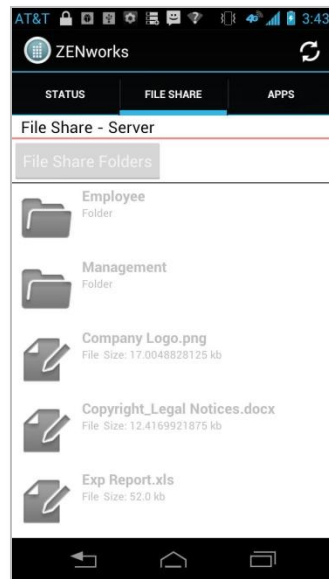 AT&T 4G 3:43
ZENworks
STATUS FILE SHARE APPS
File Share - Server
File Share Folders
Employee
Folder
Management
Folder
Company Logo.png
File Size: 17.0048828125 kb
Copyright_Legal Notices.docx
File Size: 12.4169921875 kb
Exp Report.xls
File Size: 52.0 kb